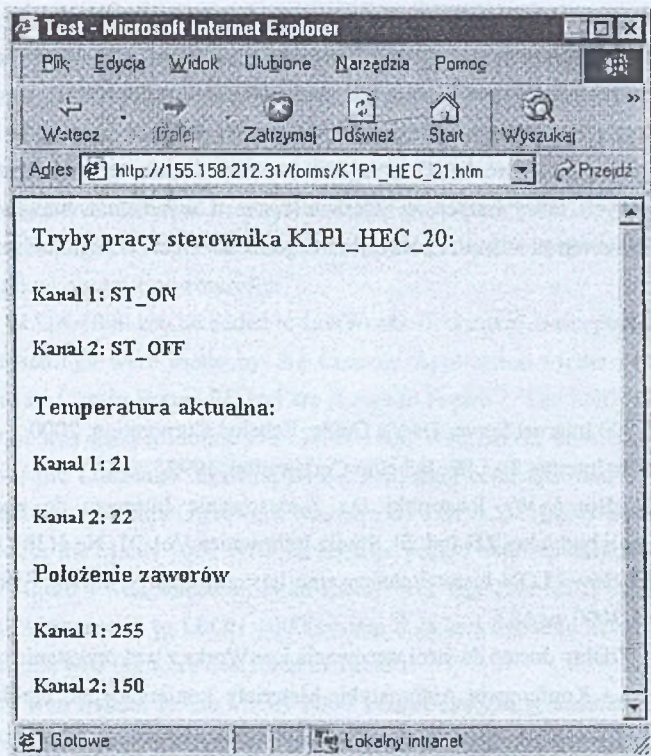 Test - Microsoft Internet Explorer
Plik Edycja Widok Ulubione Narzędzia Pomoc
Wstecz Dalej Zatrzymaj Odśwież Start Wyszukaj »
Adres http://155.158.212.31/forms/K1P1_HEC_21.htm Przejdź
Tryby pracy sterownika K1P1_HEC_20:
Kanal 1: ST_ON
Kanal 2: ST_OFF
Temperatura aktualna:
Kanal 1: 21
Kanal 2: 22
Położenie zaworów
Kanal 1: 255
Kanal 2: 150
Gotowe Lokalny intranet